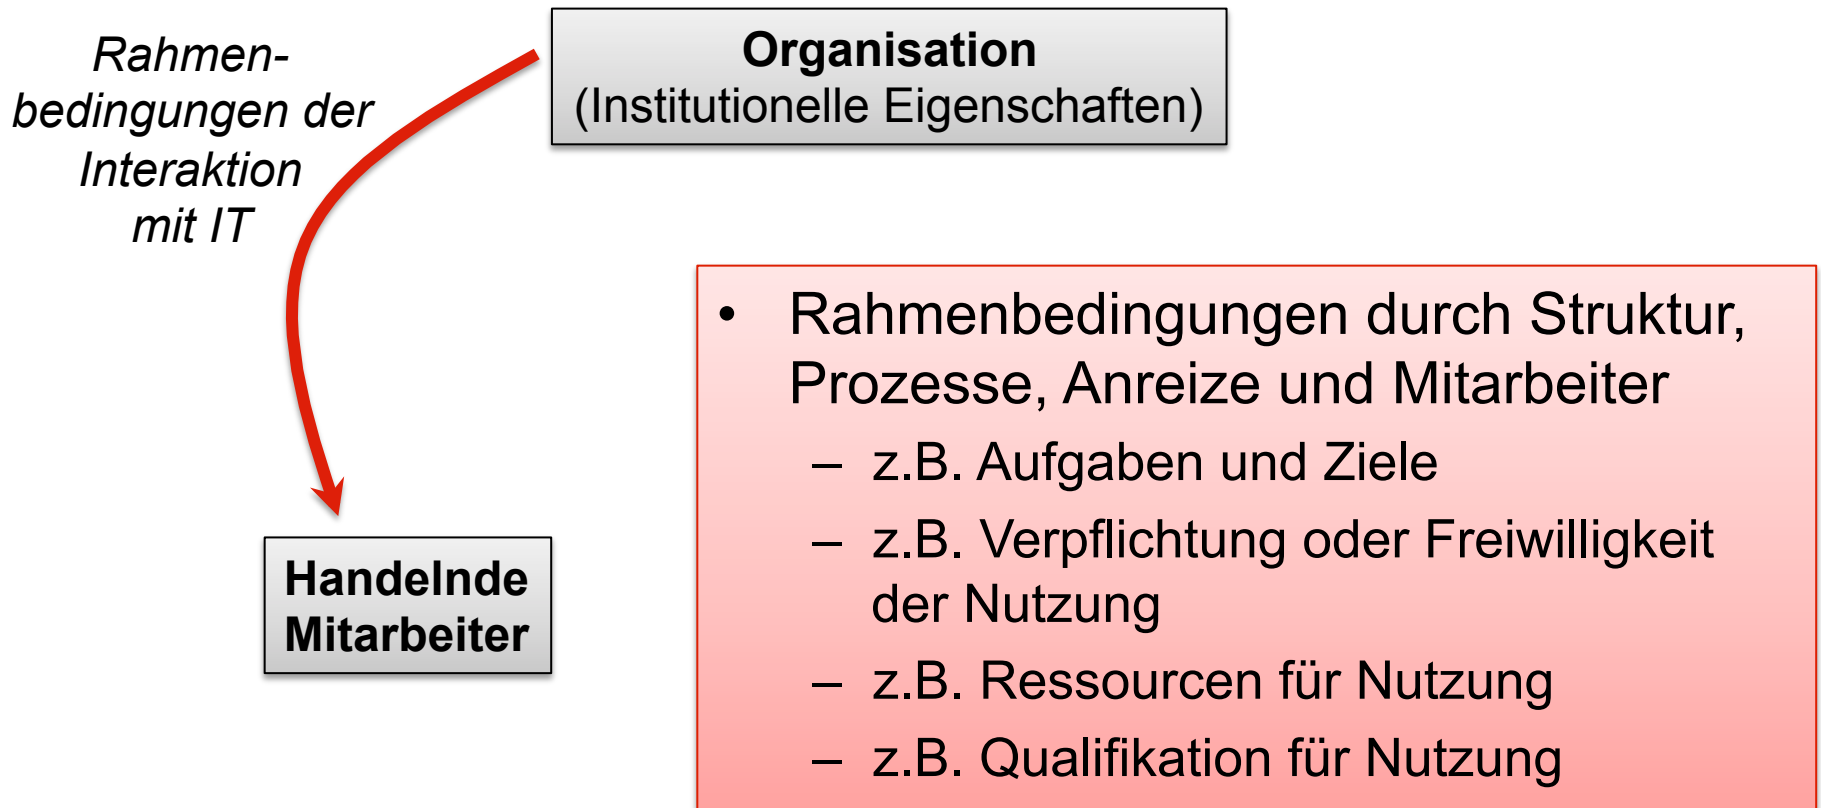 Rahmen-
bedingungen der
Interaktion
mit IT
Organisation
(Institutionelle Eigenschaften)
• Rahmenbedingungen durch Struktur,
Prozesse, Anreize und Mitarbeiter
– z.B. Aufgaben und Ziele
– z.B. Verpflichtung oder Freiwilligkeit
der Nutzung
– z.B. Ressourcen für Nutzung
– z.B. Qualifikation für Nutzung
Handelnde
Mitarbeiter